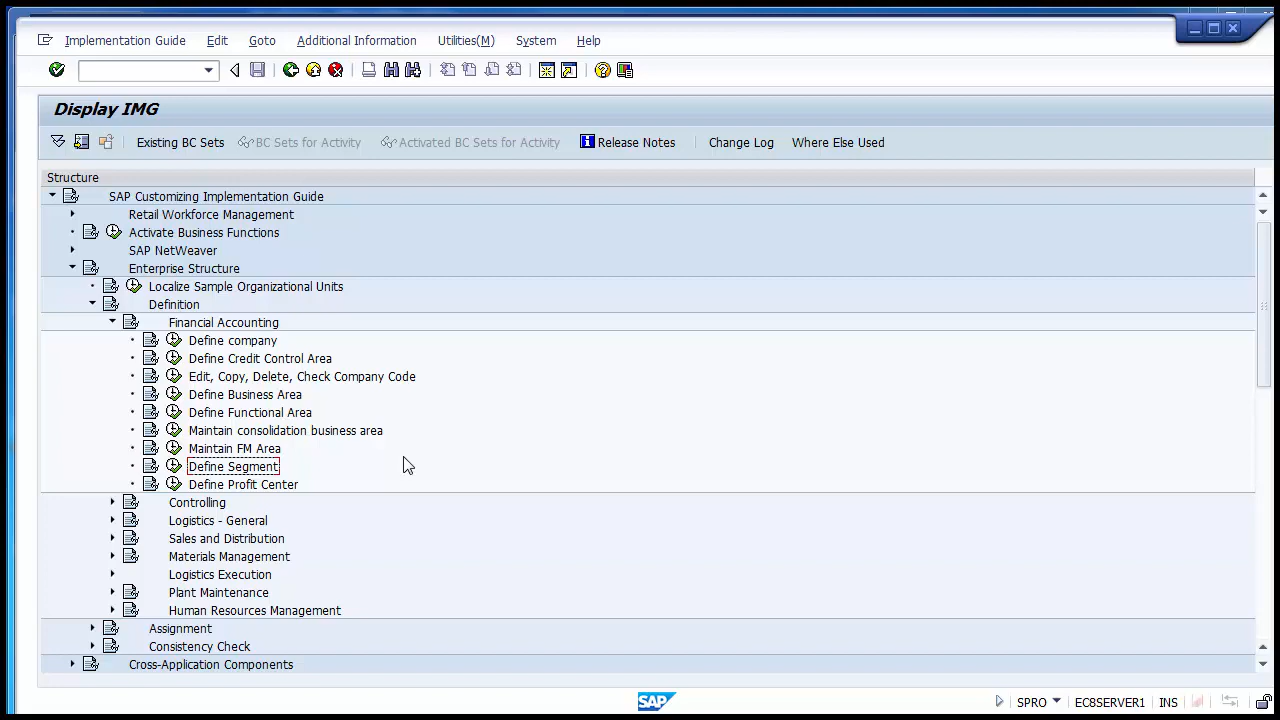 Implementation Guide Edit Goto Additional Information Utilities(M) System Help
Display IMG
Existing BC Sets BC Sets for Activity Activated BC Sets for Activity Release Notes Change Log Where Else Used
Structure
SAP Customizing Implementation Guide
Retail Workforce Management
Activate Business Functions
SAP NetWeaver
Enterprise Structure
Localize Sample Organizational Units
Definition
Financial Accounting
Define company
Define Credit Control Area
Edit, Copy, Delete, Check Company Code
Define Business Area
Define Functional Area
Maintain consolidation business area
Maintain FM Area
Define Segment
Define Profit Center
Controlling
Logistics - General
Sales and Distribution
Materials Management
Logistics Execution
Plant Maintenance
Human Resources Management
Assignment
Consistency Check
Cross-Application Components
SAP SPRO EC8SERVER1 INS